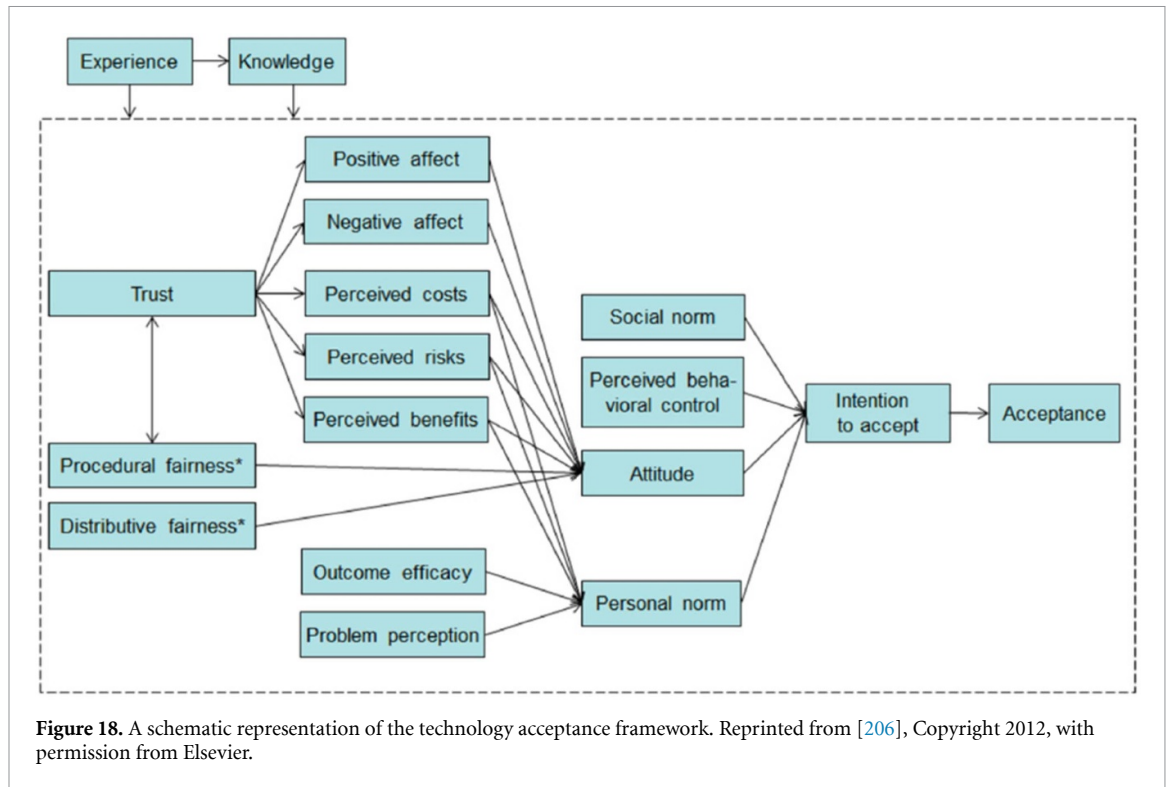 Experience
Knowledge
Positive affect
Negative affect
Trust
Perceived costs
Perceived risks
Perceived benefits
Procedural fairness*
Distributive fairness*
Outcome efficacy
Problem perception
Social norm
Perceived beha-
vioral control
Attitude
Personal norm
Intention
to accept
Acceptance
Figure 18. A schematic representation of the technology acceptance framework. Reprinted from [206], Copyright 2012, with
permission from Elsevier.